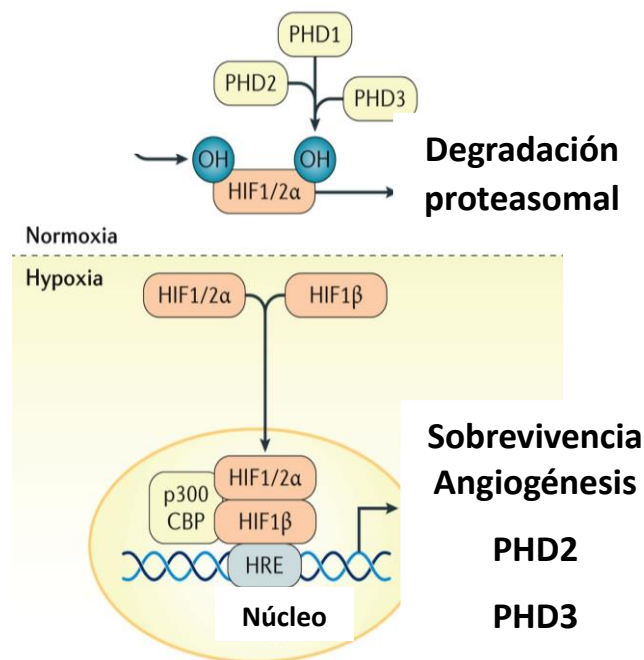 PHD1
PHD2
PHD3
OH
OH
HIF1/2α
Degradación
proteasomal
Normoxia
Hypoxia
HIF1/2α
HIF1β
HIF1/2α
p300
CBP
HIF1β
HRE
Núcleo
Sobrevivencia
Angiogénesis
PHD2
PHD3